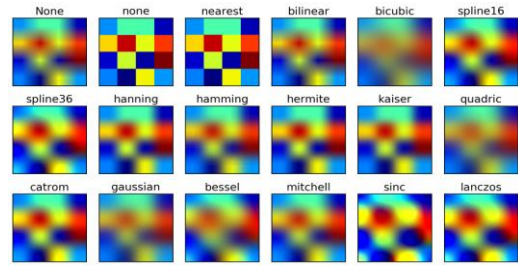 None none nearest bilinear bicubic spline16
spline36 hanning hamming hermite kaiser quadric
catrom gaussian bessel mitchell sinc lanczos